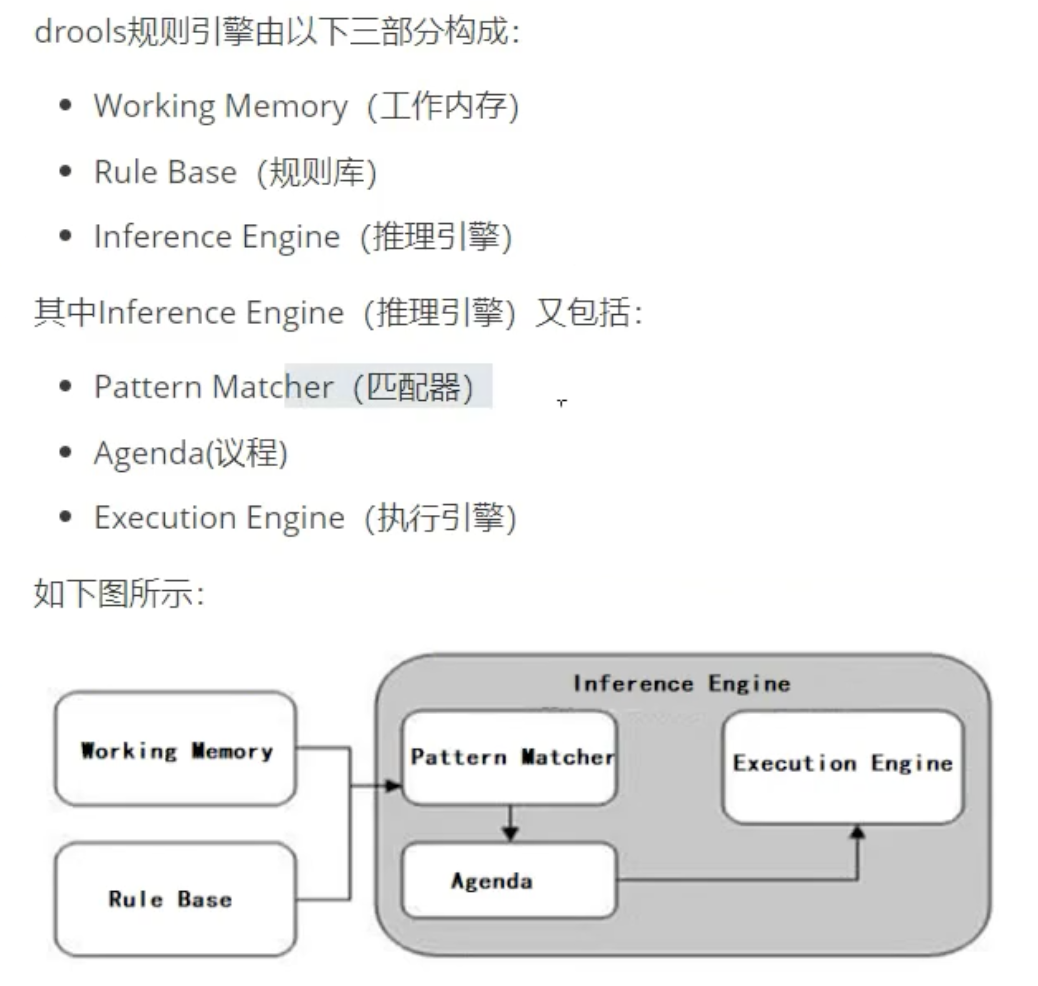 drools规则引擎由以下三部分构成：
• Working Memory（工作内存）
• Rule Base（规则库）
• Inference Engine（推理引擎）
其中Inference Engine（推理引擎）又包括：
• Pattern Matcher（匹配器）
• Agenda(议程)
• Execution Engine（执行引擎）
如下图所示：
Inference Engine
Working Memory
Pattern Matcher
Execution Engine
Rule Base
Agenda